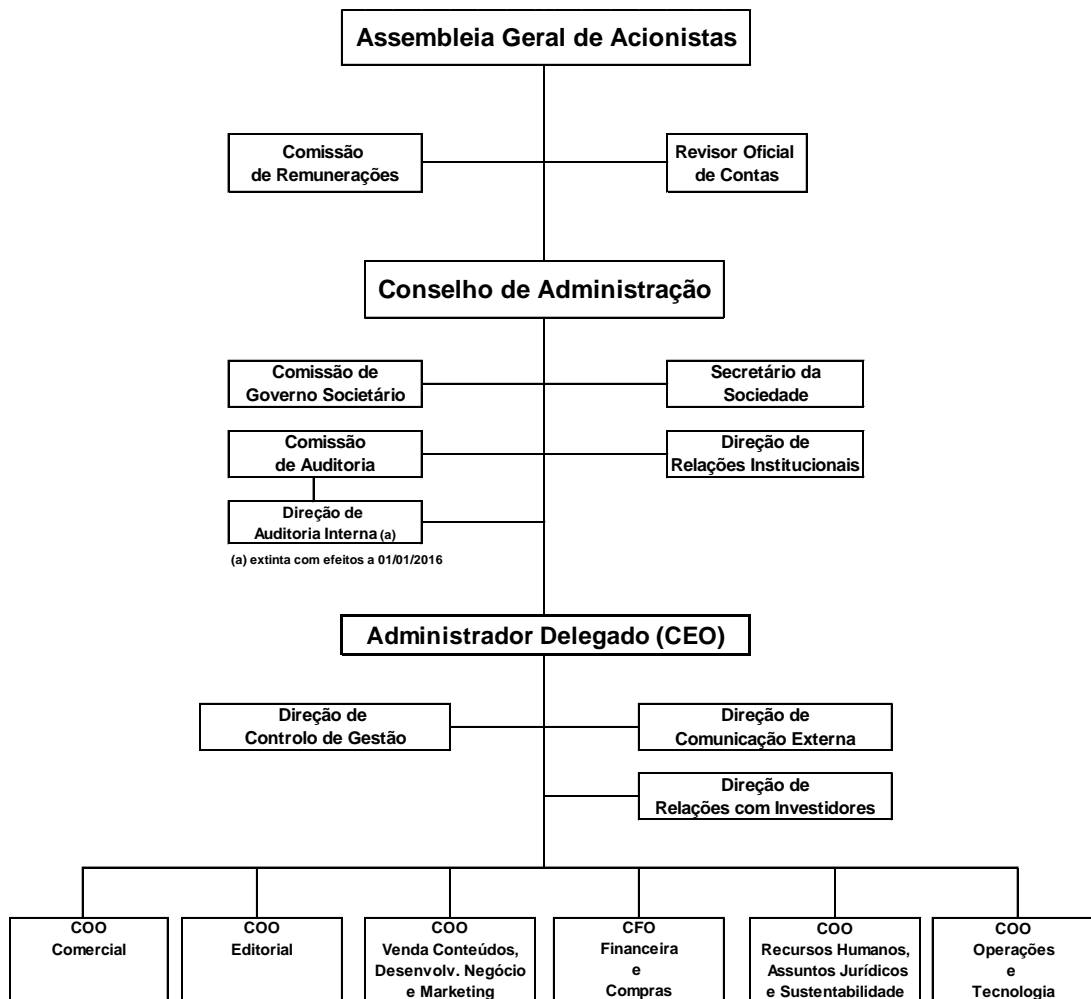 Assembleia Geral de Acionistas
Comissão
de Remunerações
Revisor Oficial
de Contas
Conselho de Administração
Comissão de
Governo Societário
Secretário da
Sociedade
Comissão
de Auditoria
Direção de
Relações Institucionais
Direção de
Auditoria Interna (a)
(a) extinta com efeitos a 01/01/2016
Administrador Delegado (CEO)
Direção de
Controlo de Gestão
Direção de
Comunicação Externa
Direção de
Relações com Investidores
COO
Comercial
COO
Editorial
COO
Venda Conteúdos,
Desenvolv. Negócio
e Marketing
CFO
Financeira
e
Compras
COO
Recursos Humanos,
Assuntos Jurídicos
e Sustentabilidade
COO
Operações
e
Tecnologia